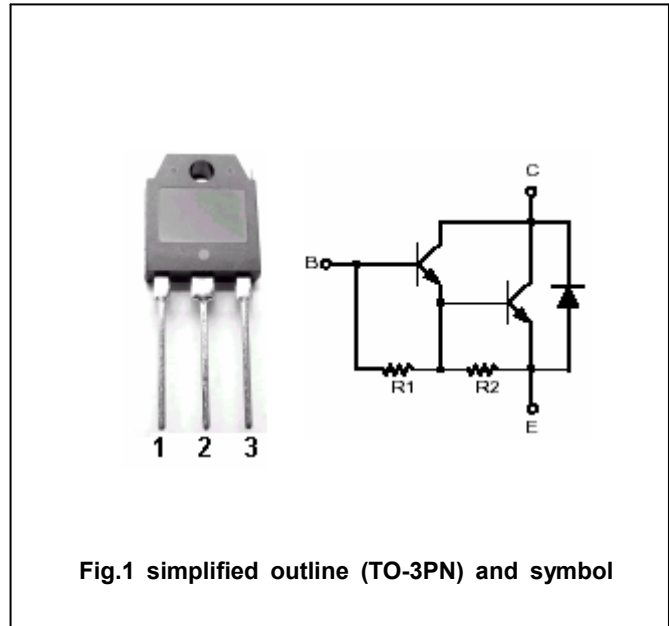 C
B
R1 R2
E
1 2 3
Fig.1 simplified outline (TO-3PN) and symbol